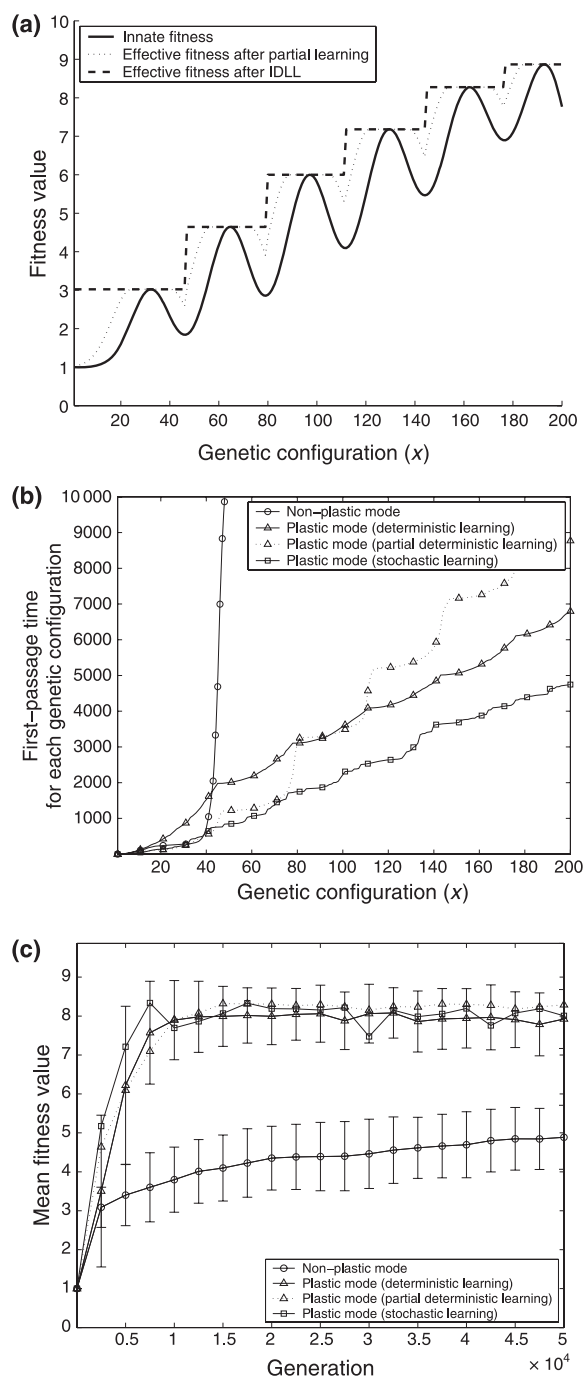 (a)
10
9
8
7
6
5
4
3
2
1
0
Fitness value
Innate fitness
Effective fitness after partial learning
Effective fitness after IDLL
20 40 60 80 100 120 140 160 180 200
Genetic configuration (x)
(b)
10 000
9000
8000
7000
6000
5000
4000
3000
2000
1000
First−passage time
for each genetic configuration
Non−plastic mode
Plastic mode (deterministic learning)
Plastic mode (partial deterministic learning)
Plastic mode (stochastic learning)
0 20 40 60 80 100 120 140 160 180 200
Genetic configuration (x)
(c)
9
8
7
6
5
4
3
2
1
0
Mean fitness value
Non−plastic mode
Plastic mode (deterministic learning)
Plastic mode (partial deterministic learning)
Plastic mode (stochastic learning)
0.5 1 1.5 2 2.5 3 3.5 4 4.5 5
× 10⁴
Generation